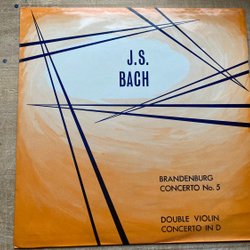 J.S.
BACH
BRANDENBURG
CONCERTO No. 5
DOUBLE VIOLIN
CONCERTO IN D